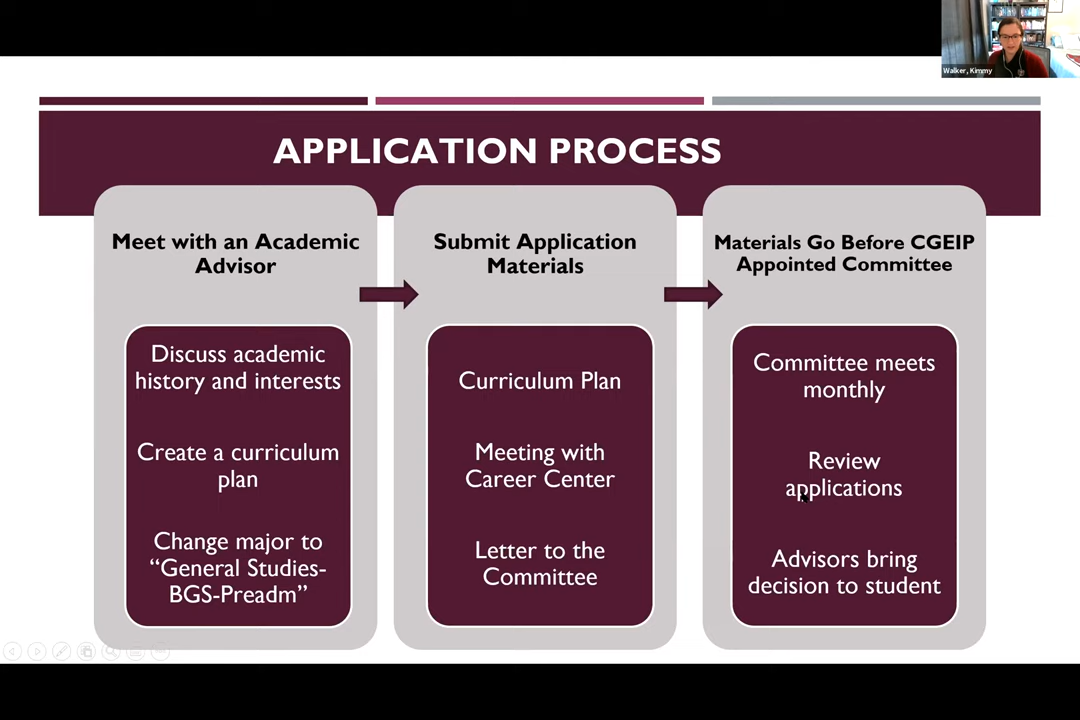 Walker, Kimmy
APPLICATION PROCESS
Meet with an Academic
Advisor
Discuss academic
history and interests
Create a curriculum
plan
Change major to
“General Studies-
BGS-Preadm”
Submit Application
Materials
Curriculum Plan
Meeting with
Career Center
Letter to the
Committee
Materials Go Before CGEIP
Appointed Committee
Committee meets
monthly
Review
applications
Advisors bring
decision to student